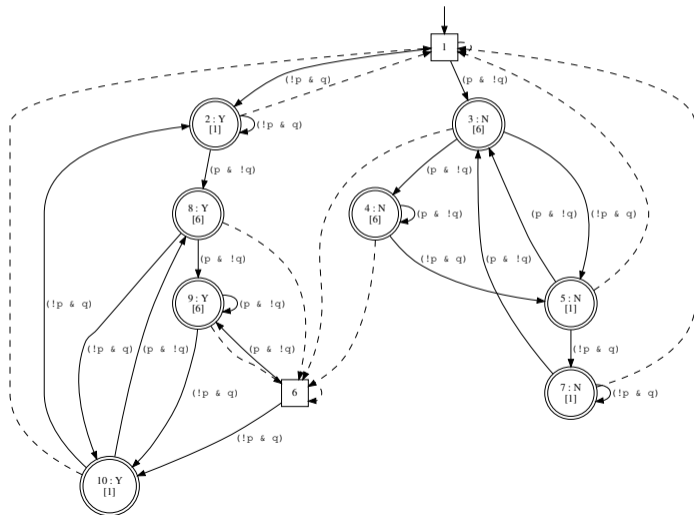 1
(!p & q)
(p & !q)
2 : Y
[1]
(!p & q)
3 : N
[6]
(p & !q)
(p & !q)
8 : Y
[6]
4 : N
[6]
(p & !q)
(!p & q)
(p & !q)
(!p & q)
(p & !q)
(p & !q)
9 : Y
[6]
(p & !q)
(p & !q)
5 : N
[1]
(!p & q)
(!p & q)
(p & !q)
(!p & q)
6
(!p & q)
7 : N
[1]
(!p & q)
(!p & q)
10 : Y
[1]